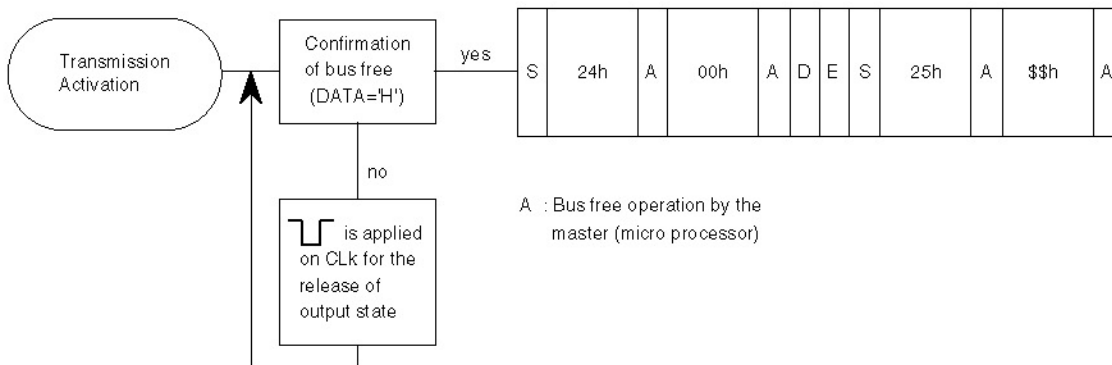 Transmission
Activation
Confirmation
of bus free
(DATA='H')
yes
S 24h A 00h A D E S 25h A $$h A
no
is applied
on CLk for the
release of
output state
A : Bus free operation by the
master (micro processor)